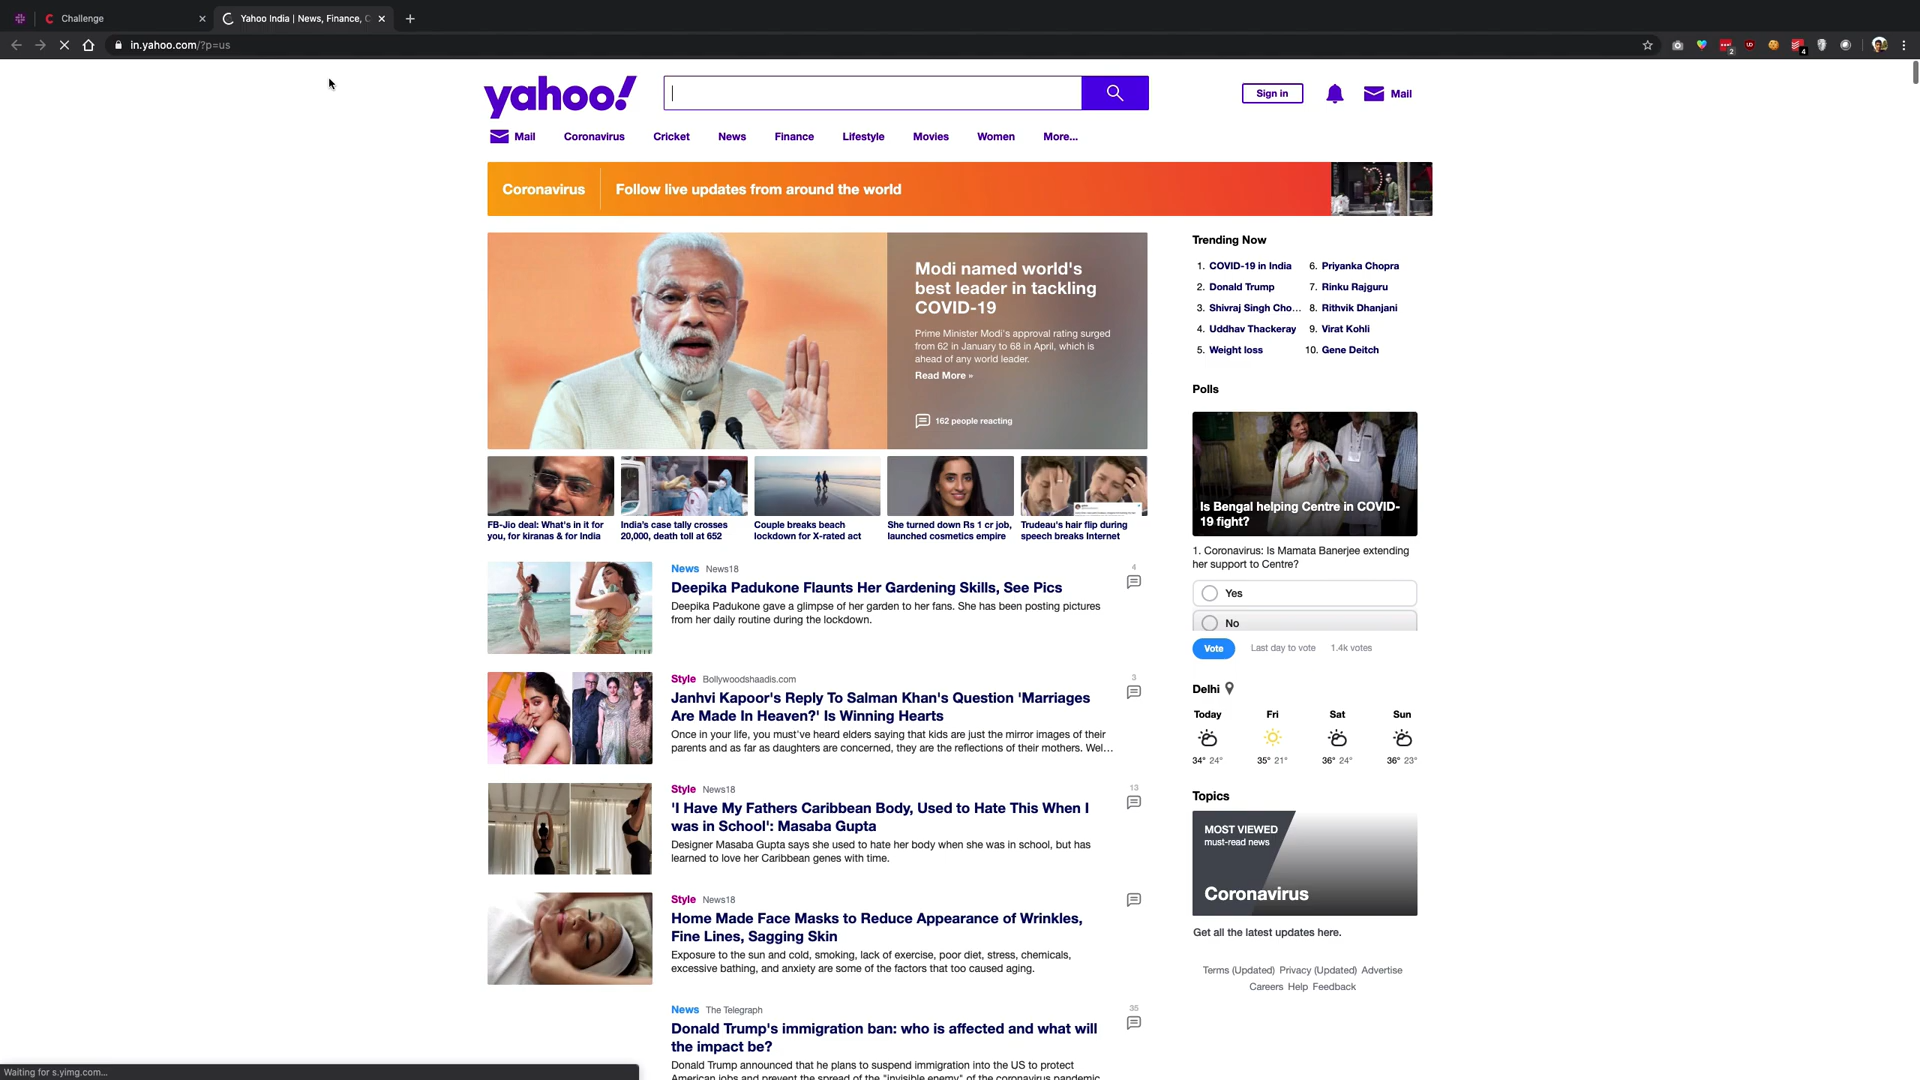 Challenge
Yahoo India | News, Finance, C
in.yahoo.com/?p=us
2
4
yahoo!
Sign in
Mail
Mail
Coronavirus
Cricket
News
Finance
Lifestyle
Movies
Women
More...
Coronavirus
Follow live updates from around the world
Modi named world's
best leader in tackling
COVID-19
Prime Minister Modi's approval rating surged
from 62 in January to 68 in April, which is
ahead of any world leader.
Read More »
162 people reacting
FB-Jio deal: What's in it for
you, for kiranas & for India
India's case tally crosses
20,000, death toll at 652
Couple breaks beach
lockdown for X-rated act
She turned down Rs 1 cr job,
launched cosmetics empire
Trudeau's hair flip during
speech breaks Internet
News News18
4
Deepika Padukone Flaunts Her Gardening Skills, See Pics
Deepika Padukone gave a glimpse of her garden to her fans. She has been posting pictures
from her daily routine during the lockdown.
Style Bollywoodshaadis.com
3
Janhvi Kapoor's Reply To Salman Khan's Question 'Marriages
Are Made In Heaven?' Is Winning Hearts
Once in your life, you must've heard elders saying that kids are just the mirror images of their
parents and as far as daughters are concerned, they are the reflections of their mothers. Wel...
Style News18
13
'I Have My Fathers Caribbean Body, Used to Hate This When I
was in School': Masaba Gupta
Designer Masaba Gupta says she used to hate her body when she was in school, but has
learned to love her Caribbean genes with time.
Style News18
Home Made Face Masks to Reduce Appearance of Wrinkles,
Fine Lines, Sagging Skin
Exposure to the sun and cold, smoking, lack of exercise, poor diet, stress, chemicals,
excessive bathing, and anxiety are some of the factors that too caused aging.
News The Telegraph
35
Donald Trump's immigration ban: who is affected and what will
the impact be?
Donald Trump announced that he plans to suspend immigration into the US to protect
American jobs and prevent the spread of the "invisible enemy" of the coronavirus pandemic
Trending Now
1. COVID-19 in India
2. Donald Trump
3. Shivraj Singh Cho...
4. Uddhav Thackeray
5. Weight loss
6. Priyanka Chopra
7. Rinku Rajguru
8. Rithvik Dhanjani
9. Virat Kohli
10. Gene Deitch
Polls
Is Bengal helping Centre in COVID-
19 fight?
1. Coronavirus: Is Mamata Banerjee extending
her support to Centre?
Yes
No
Vote
Last day to vote
1.4k votes
Delhi
Today
Fri
Sat
Sun
34° 24°
35° 21°
36° 24°
36° 23°
Topics
MOST VIEWED
must-read news
Coronavirus
Get all the latest updates here.
Terms (Updated) Privacy (Updated) Advertise
Careers Help Feedback
Waiting for s.yimg.com...